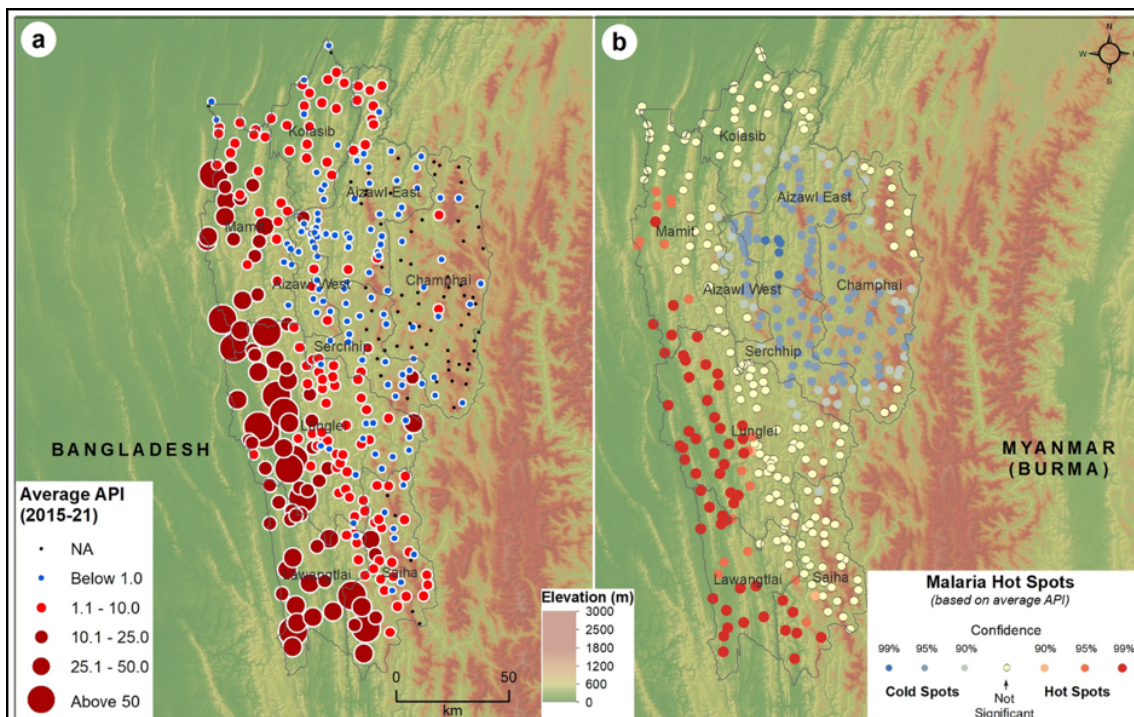 a
Kolasib
Aizawl East
Mamit
Champhai
Aizawl West
Serchhip
Lunglei
BANGLADESH
Lawangtlai
Saiha
Average API
(2015-21)
NA
Below 1.0
1.1 - 10.0
10.1 - 25.0
25.1 - 50.0
Above 50
0
50
km
Elevation (m)
3000
2500
1800
1200
600
0
b
N
W
S
Aizawl East
Mamit
Champhai
Aizawl West
Serchhip
Lunglei
MYANMAR
(BURMA)
Lawangtlai
Saiha
Malaria Hot Spots
(based on average API)
Confidence
99%
95%
90%
90%
95%
99%
Cold Spots
Not
Significant
Hot Spots